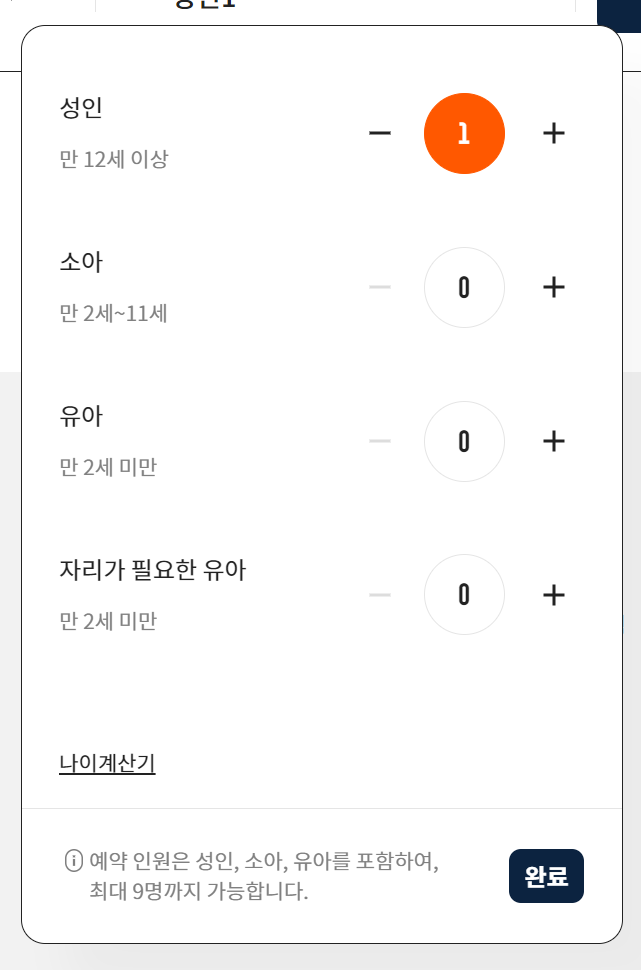 성인1
성인
만 12세 이상
1
소아
만 2세~11세
0
유아
만 2세 미만
0
자리가 필요한 유아
만 2세 미만
0
나이계산기
예약 인원은 성인, 소아, 유아를 포함하여,
최대 9명까지 가능합니다.
완료